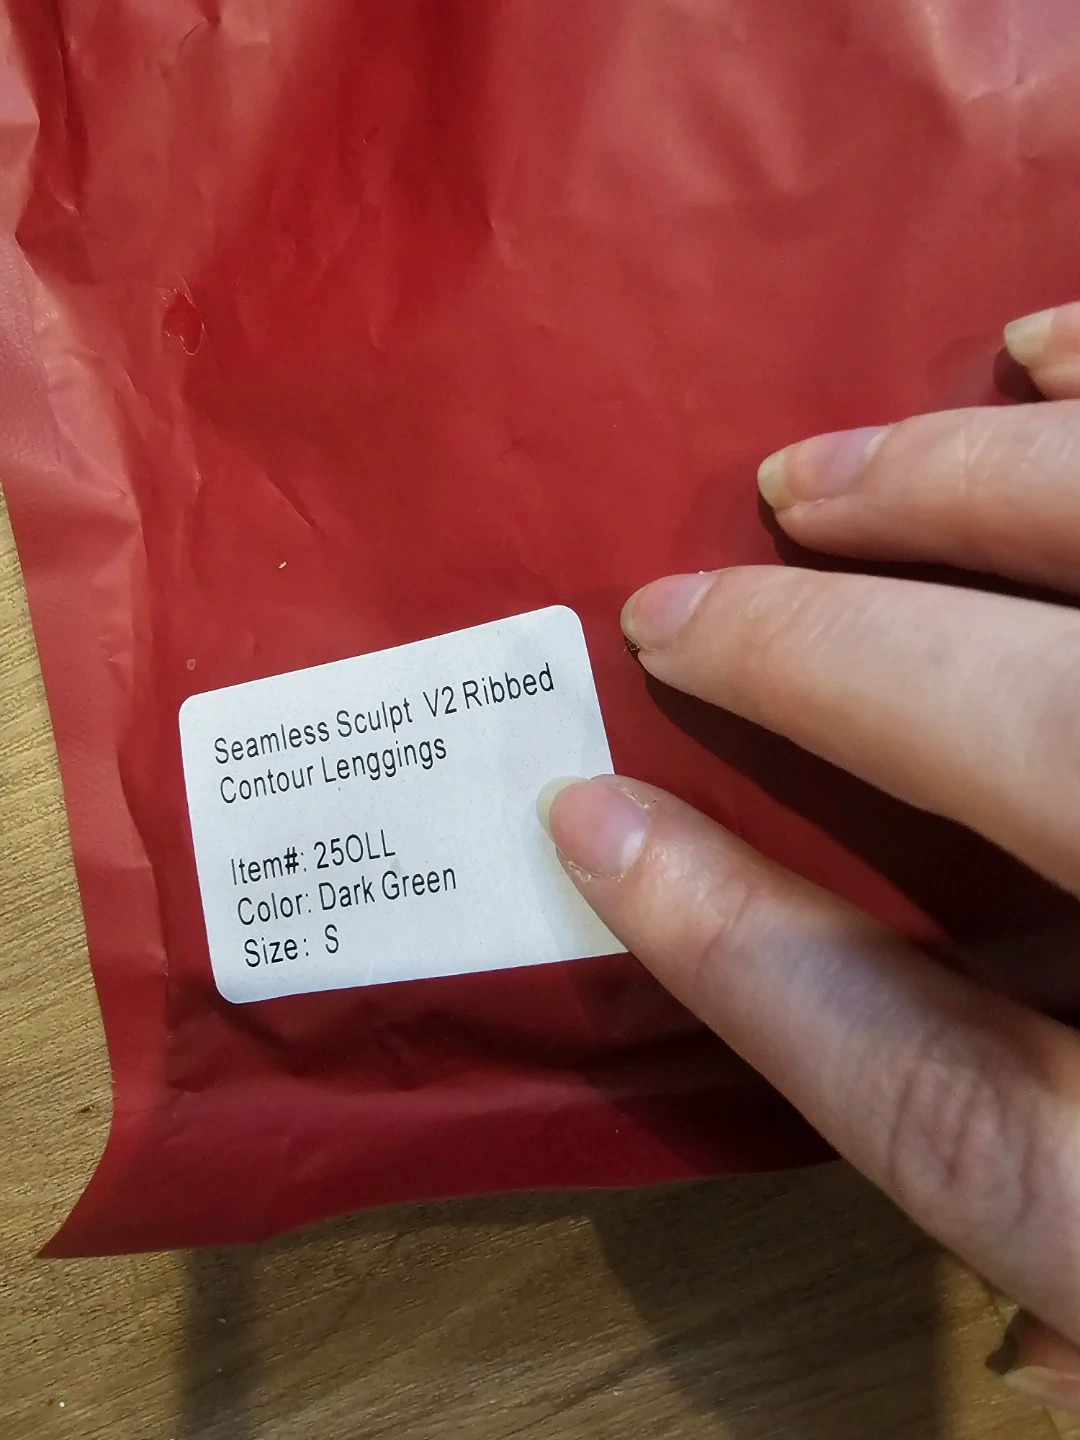 Seamless Sculpt V2 Ribbed
Contour Lenggings
Item#: 25OLL
Color: Dark Green
Size: S